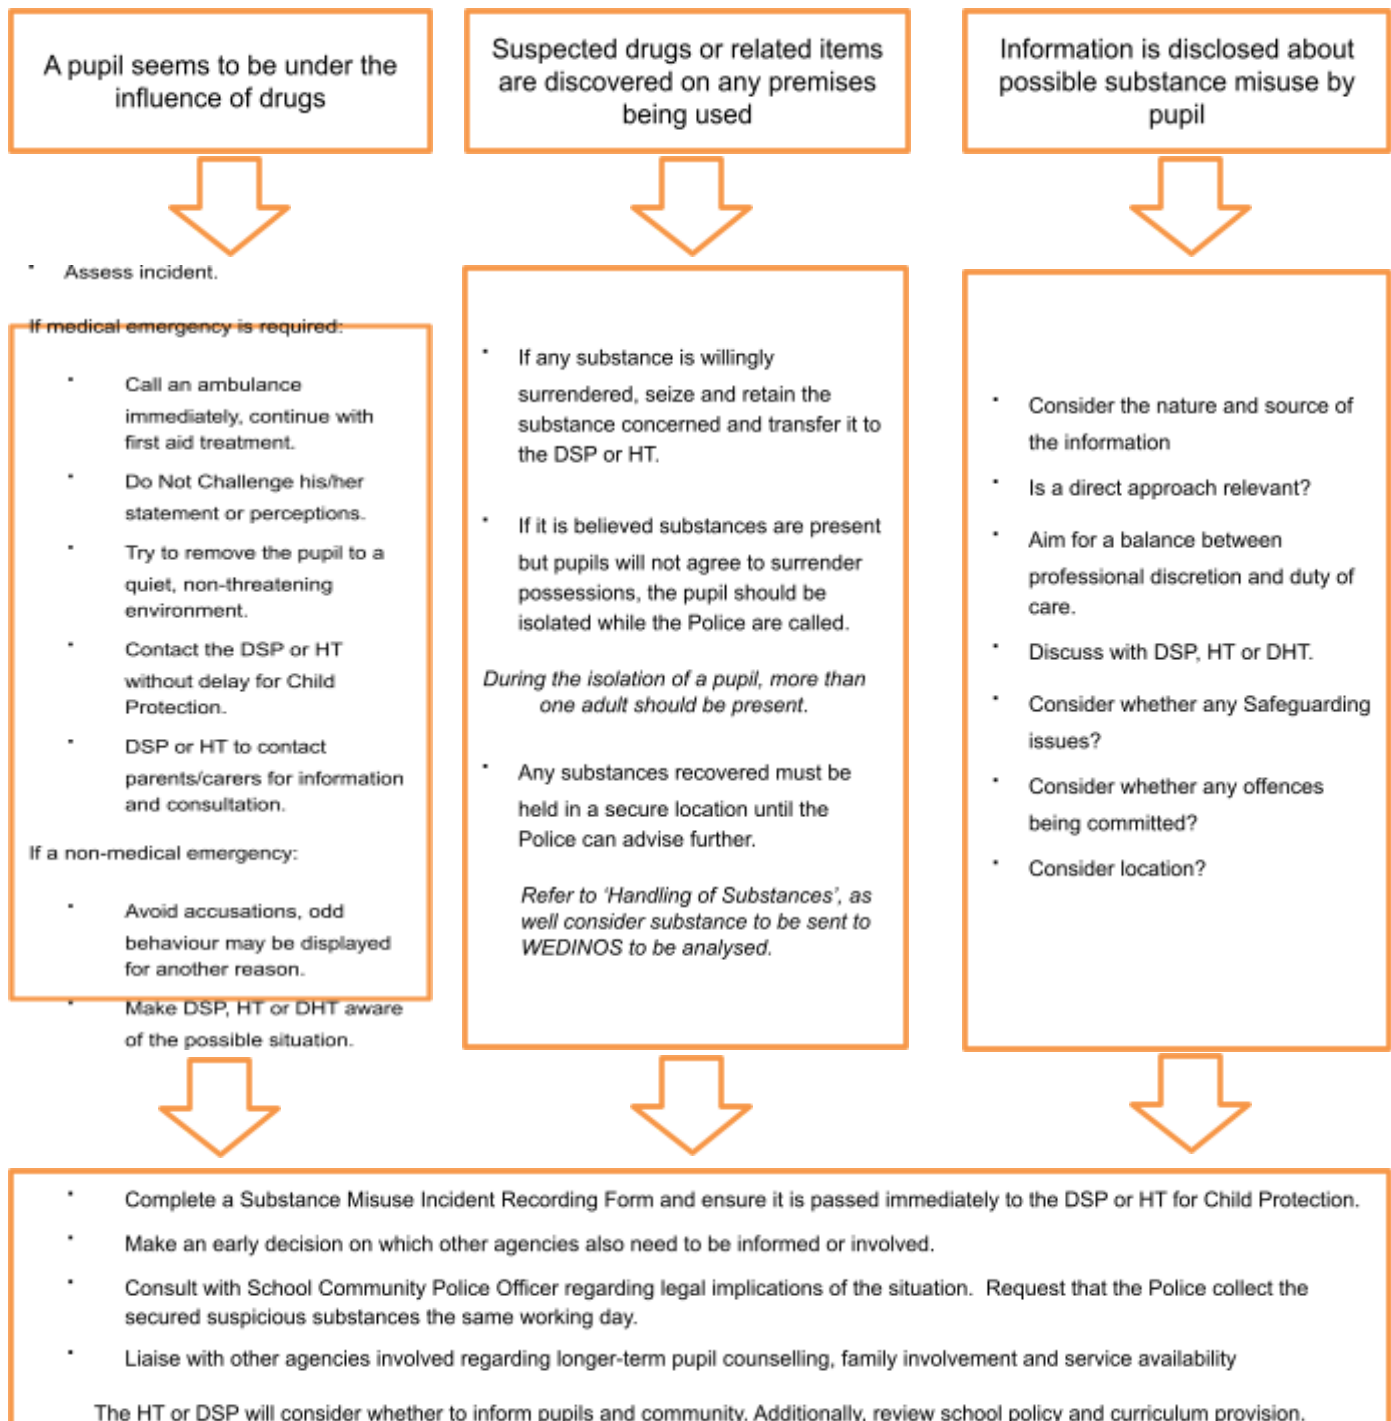 A pupil seems to be under the
influence of drugs
Suspected drugs or related items
are discovered on any premises
being used
Information is disclosed about
possible substance misuse by
pupil
Assess incident.
If medical emergency is required:
Call an ambulance
immediately, continue with
first aid treatment.
Do Not Challenge his/her
statement or perceptions.
Try to remove the pupil to a
quiet, non-threatening
environment.
Contact the DSP or HT
without delay for Child
Protection.
DSP or HT to contact
parents/carers for information
and consultation.
If a non-medical emergency:
Avoid accusations, odd
behaviour may be displayed
for another reason.
Make DSP, HT or DHT aware
of the possible situation.
If any substance is willingly
surrendered, seize and retain the
substance concerned and transfer it to
the DSP or HT.
If it is believed substances are present
but pupils will not agree to surrender
possessions, the pupil should be
isolated while the Police are called.
During the isolation of a pupil, more than
one adult should be present.
Any substances recovered must be
held in a secure location until the
Police can advise further.
Refer to ‘Handling of Substances’, as
well consider substance to be sent to
WEDINOS to be analysed.
Consider the nature and source of
the information
Is a direct approach relevant?
Aim for a balance between
professional discretion and duty of
care.
Discuss with DSP, HT or DHT.
Consider whether any Safeguarding
issues?
Consider whether any offences
being committed?
Consider location?
Complete a Substance Misuse Incident Recording Form and ensure it is passed immediately to the DSP or HT for Child Protection.
Make an early decision on which other agencies also need to be informed or involved.
Consult with School Community Police Officer regarding legal implications of the situation.  Request that the Police collect the
secured suspicious substances the same working day.
Liaise with other agencies involved regarding longer-term pupil counselling, family involvement and service availability
The HT or DSP will consider whether to inform pupils and community. Additionally, review school policy and curriculum provision.